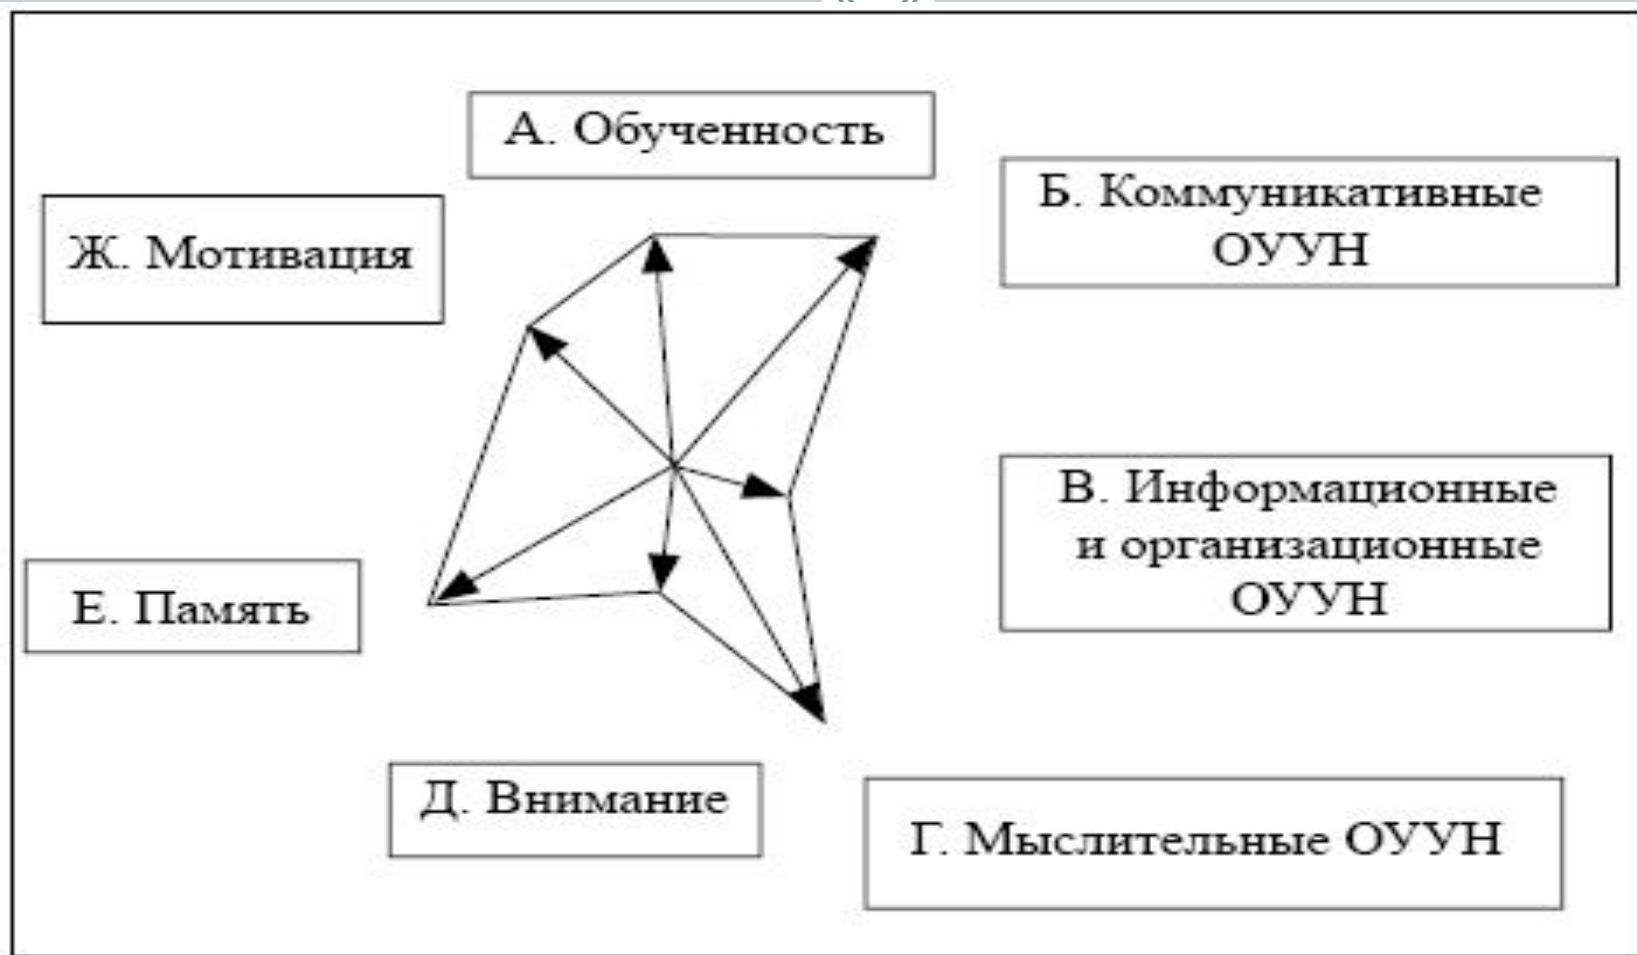 А. Обученность
Б. Коммуникативные
ОУУН
Ж. Мотивация
В. Информационные
и организационные
ОУУН
Е. Память
Д. Внимание
Г. Мыслительные ОУУН